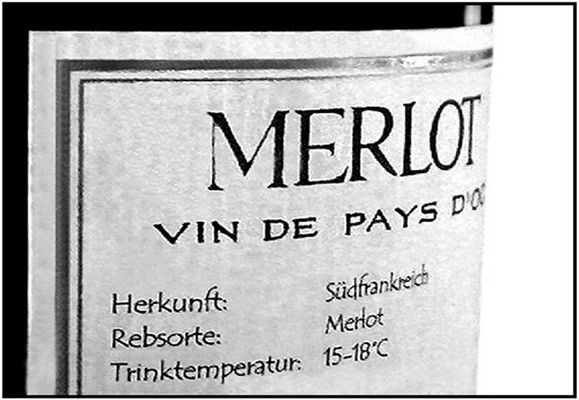 MERLOT
VIN DE PAYS D'OC
Herkunft: Südfrankreich
Rebsorte: Merlot
Trinktemperatur: 15-18°C